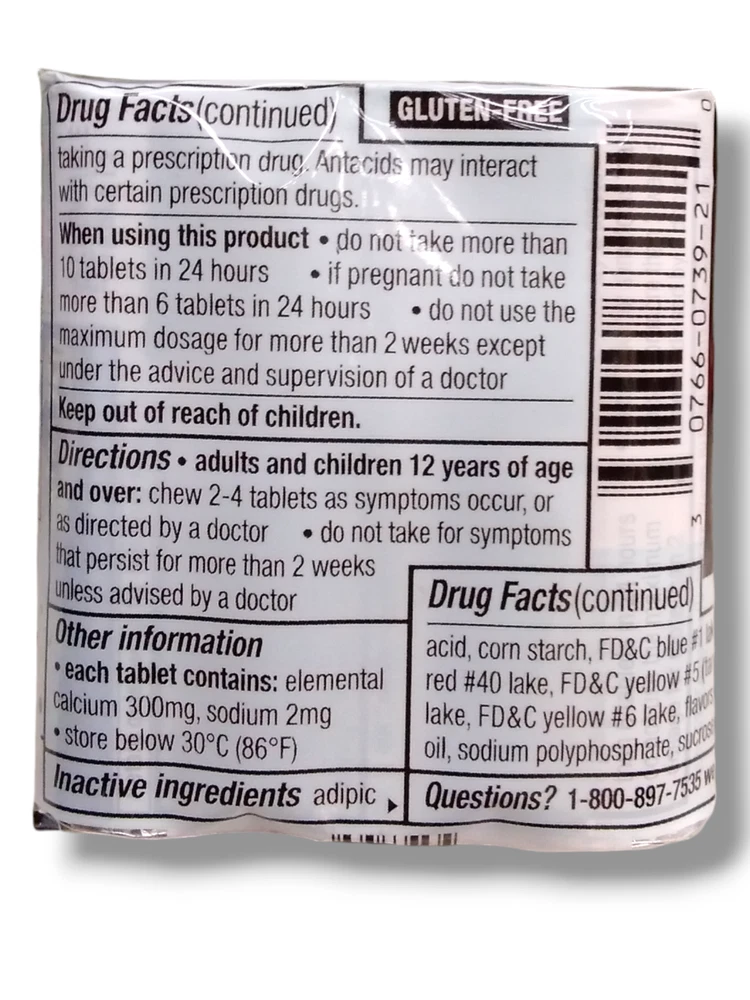 Drug Facts (continued)
GLUTEN-FREE
taking a prescription drug. Antacids may interact
with certain prescription drugs.
When using this product • do not take more than
10 tablets in 24 hours • if pregnant do not take
more than 6 tablets in 24 hours • do not use the
maximum dosage for more than 2 weeks except
under the advice and supervision of a doctor
Keep out of reach of children.
Directions • adults and children 12 years of age
and over: chew 2-4 tablets as symptoms occur, or
as directed by a doctor • do not take for symptoms
that persist for more than 2 weeks
unless advised by a doctor
Other information
• each tablet contains: elemental
calcium 300mg, sodium 2mg
• store below 30°C (86°F)
Inactive ingredients adipic
Drug Facts (continued)
acid, corn starch, FD&C blue #1
red #40 lake, FD&C yellow #5
lake, FD&C yellow #6 lake, flavors
oil, sodium polyphosphate, sucrose
Questions? 1-800-897-7535
3 0766-0739-21 0